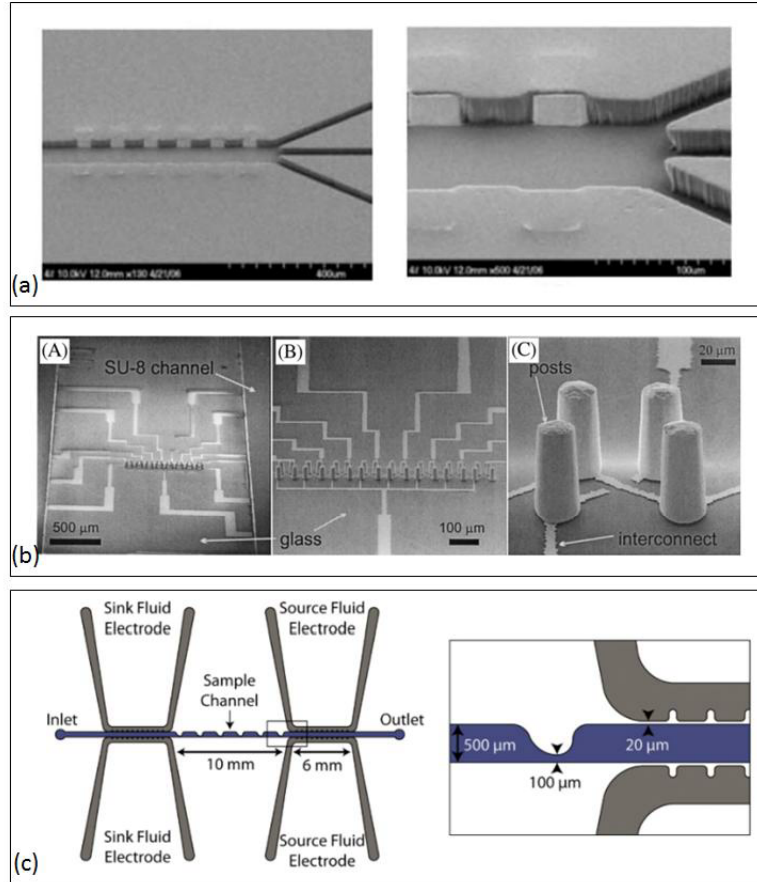 4# 10.0kV 12.0mm x130 4/21/06 400um
10.0kV 12.0mm x500 4/21/06 100um
(a)
(A)
SU-8 channel
500 μm
(B)
glass
100 μm
(C)
20 μm
posts
interconnect
(b)
Sink Fluid
Electrode
Source Fluid
Electrode
Sample
Channel
Inlet
Outlet
10 mm
6 mm
Sink Fluid
Electrode
Source Fluid
Electrode
500 μm
20 μm
100 μm
(c)